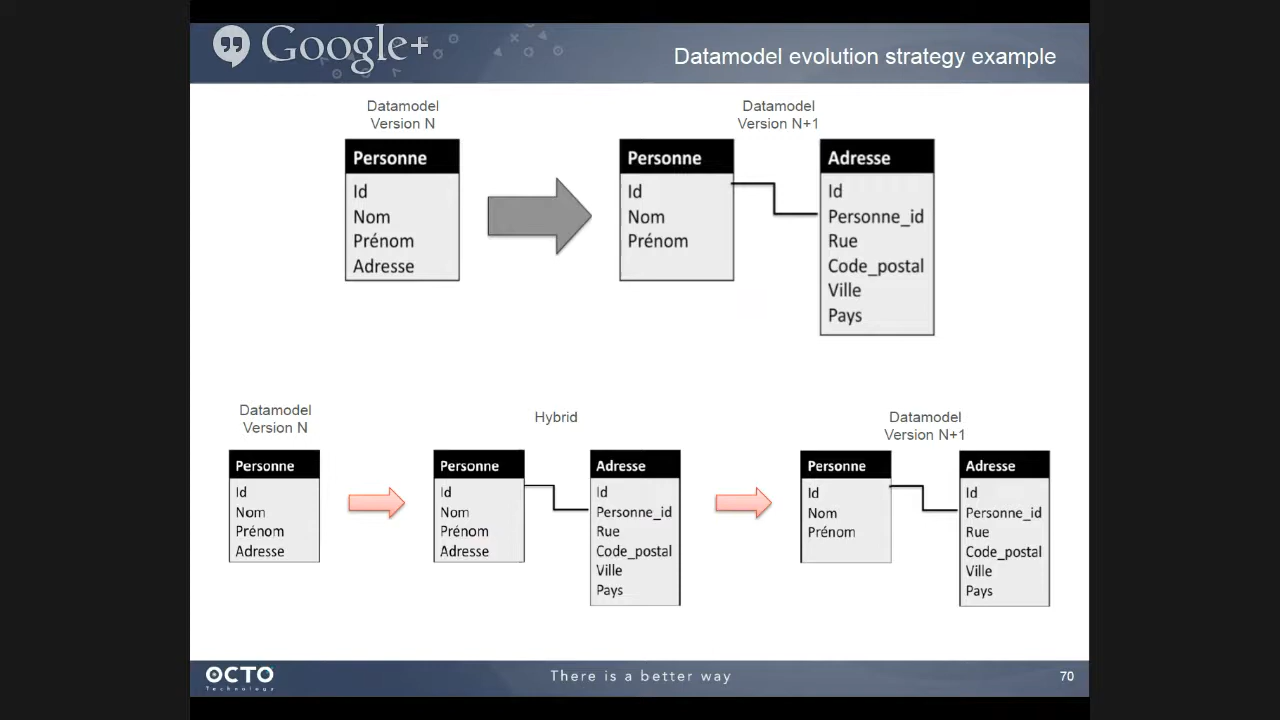 Google+
Datamodel evolution strategy example
Datamodel
Version N
Personne
Id
Nom
Prénom
Adresse
Datamodel
Version N+1
Personne
Id
Nom
Prénom
Adresse
Id
Personne_id
Rue
Code_postal
Ville
Pays
Datamodel
Version N
Personne
Id
Nom
Prénom
Adresse
Hybrid
Personne
Id
Nom
Prénom
Adresse
Adresse
Id
Personne_id
Rue
Code_postal
Ville
Pays
Datamodel
Version N+1
Personne
Id
Nom
Prénom
Adresse
Id
Personne_id
Rue
Code_postal
Ville
Pays
OCTO
Technology
There is a better way
70